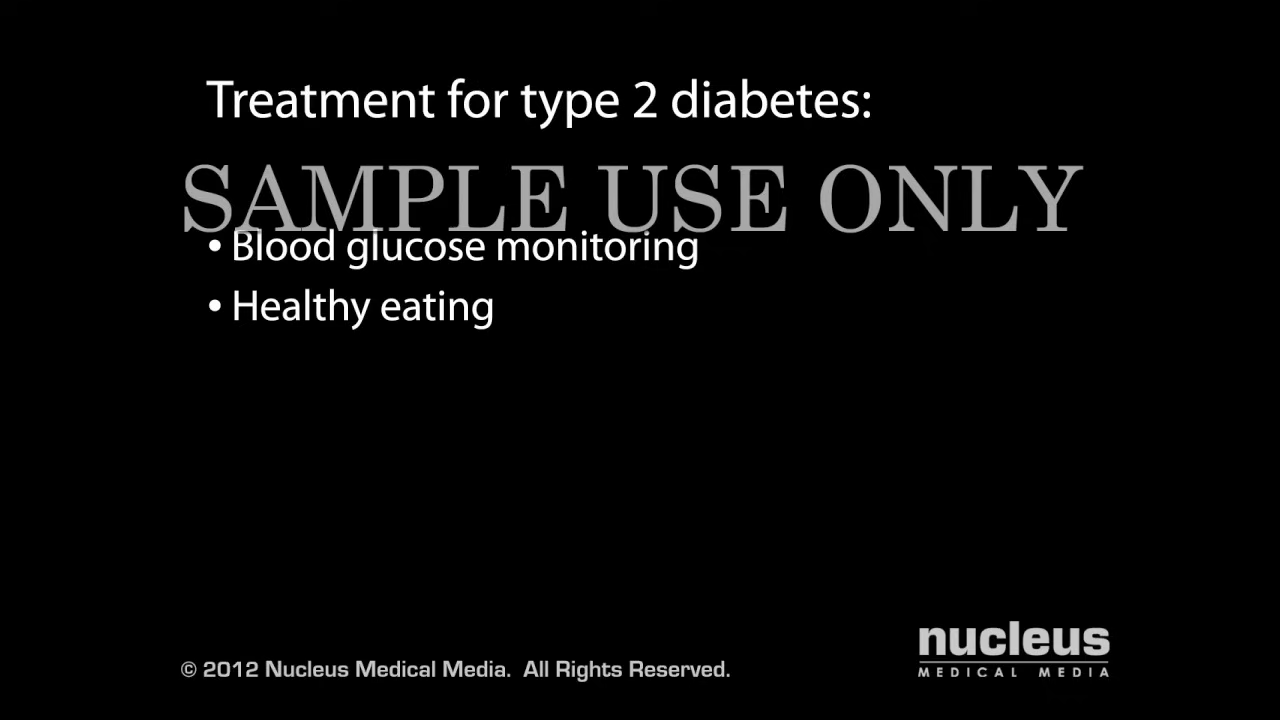 Treatment for type 2 diabetes:
SAMPLE USE ONLY
• Blood glucose monitoring
• Healthy eating
nucleus
MEDICAL MEDIA
© 2012 Nucleus Medical Media. All Rights Reserved.